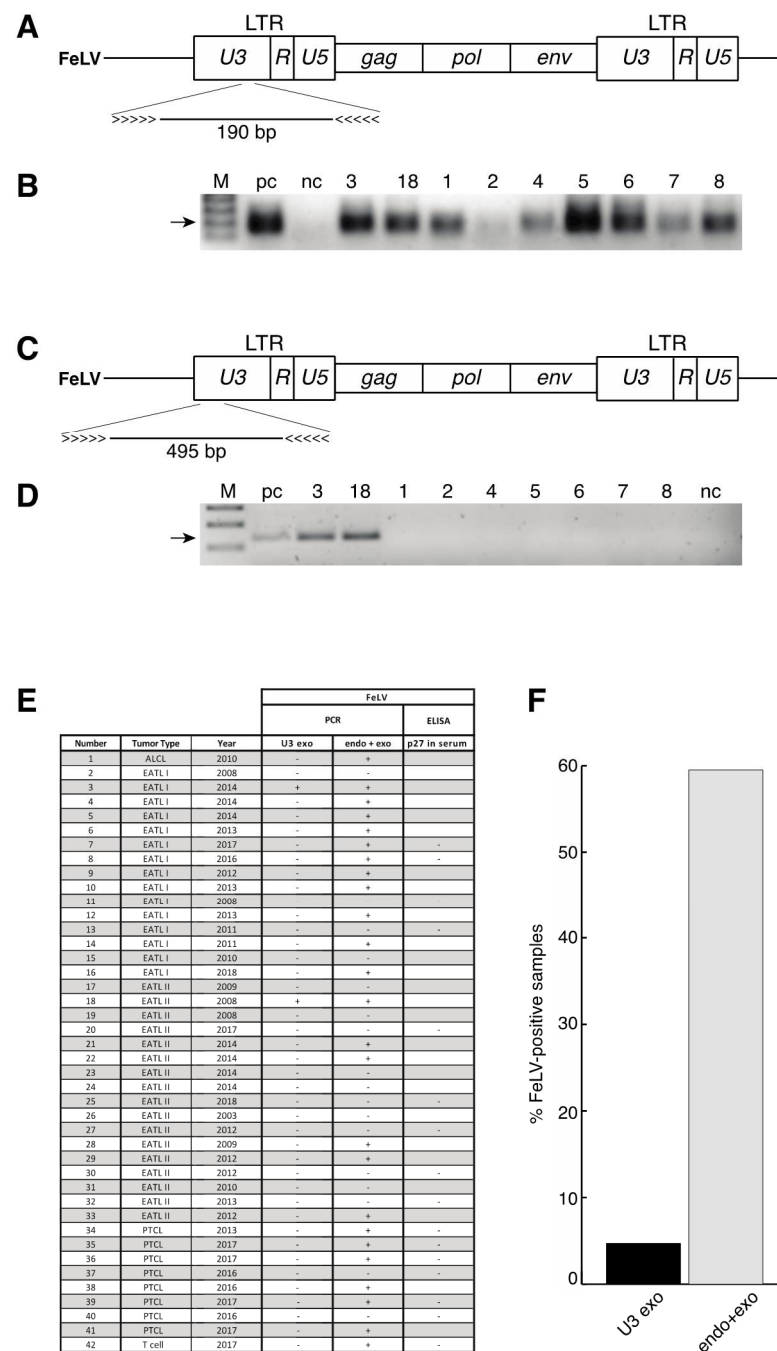 A
LTR LTR
FeLV U3 R U5 gag pol env U3 R U5
>>>>> <<<<<
190 bp
B
M pc nc 3 18 1 2 4 5 6 7 8
C
LTR LTR
FeLV U3 R U5 gag pol env U3 R U5
>>>>> <<<<<
495 bp
D
M pc 3 18 1 2 4 5 6 7 8 nc
E
FeLV
PCR ELISA
Number Tumor Type Year U3 exo endo + exo p27 in serum
1 ALCL 2010 - +
2 EATL I 2008 - -
3 EATL I 2014 + +
4 EATL I 2014 - +
5 EATL I 2014 - +
6 EATL I 2013 - +
7 EATL I 2017 - + -
8 EATL I 2016 - + -
9 EATL I 2012 - +
10 EATL I 2013 - +
11 EATL I 2008
12 EATL I 2013 - +
13 EATL I 2011 - - -
14 EATL I 2011 - +
15 EATL I 2010 - -
16 EATL I 2018 - +
17 EATL II 2009 - -
18 EATL II 2008 + +
19 EATL II 2008 - -
20 EATL II 2017 - - -
21 EATL II 2014 - +
22 EATL II 2014 - +
23 EATL II 2014 - -
24 EATL II 2014 - -
25 EATL II 2018 - - -
26 EATL II 2003 - -
27 EATL II 2012 - - -
28 EATL II 2009 - +
29 EATL II 2012 - +
30 EATL II 2012 - - -
31 EATL II 2010 - -
32 EATL II 2013 - - -
33 EATL II 2012 - +
34 PTCL 2013 - + -
35 PTCL 2017 - + -
36 PTCL 2017 - + -
37 PTCL 2016 - - -
38 PTCL 2016 - +
39 PTCL 2017 - + -
40 PTCL 2016 - - -
41 PTCL 2017 - +
42 T cell 2017 - + -
F
% FeLV-positive samples
60
50
40
30
20
10
0
U3 exo
endo+exo